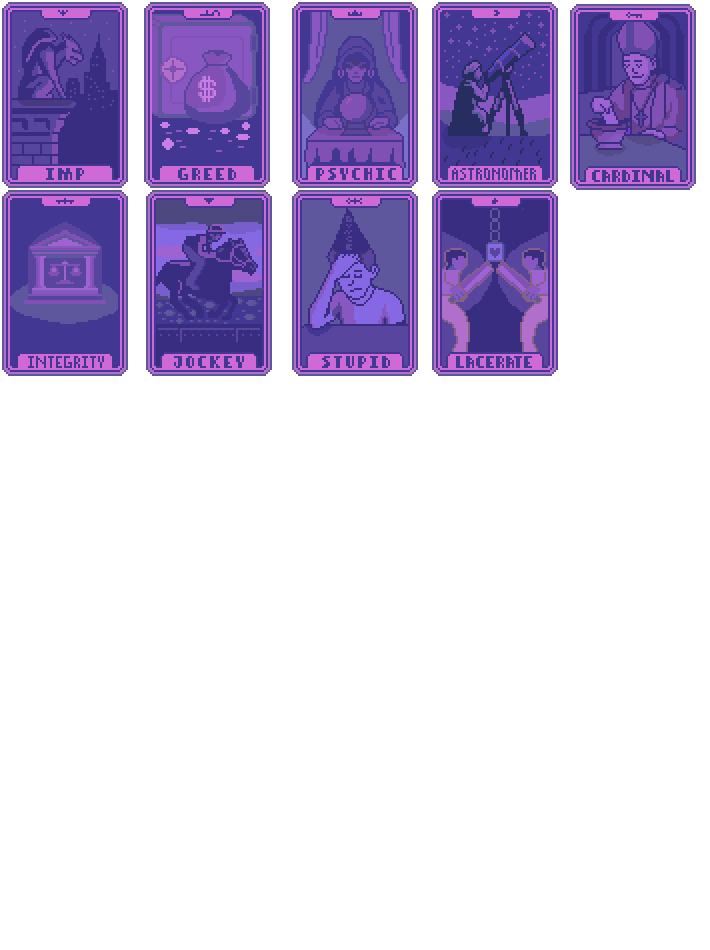 IMP
$
GREED
PSYCHIC
ASTRONOMER
CARDINAL
INTEGRITY
JOCKEY
STUPID
LACERATE